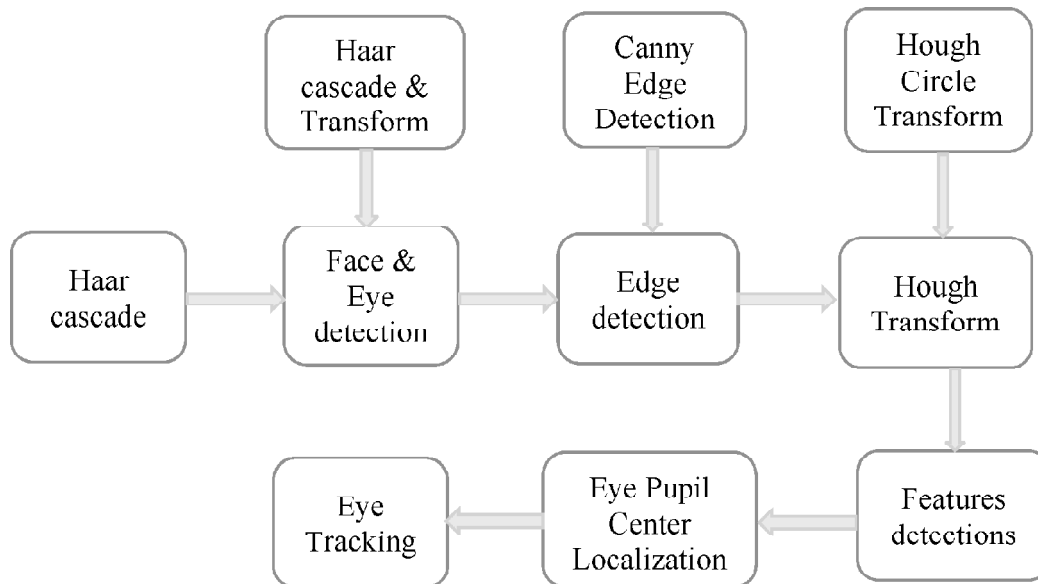 Haar
cascade &
Transform
Canny
Edge
Detection
Hough
Circle
Transform
Haar
cascade
Face &
Eye
detection
Edge
detection
Hough
Transform
Eye
Tracking
Eye Pupil
Center
Localization
Features
detections